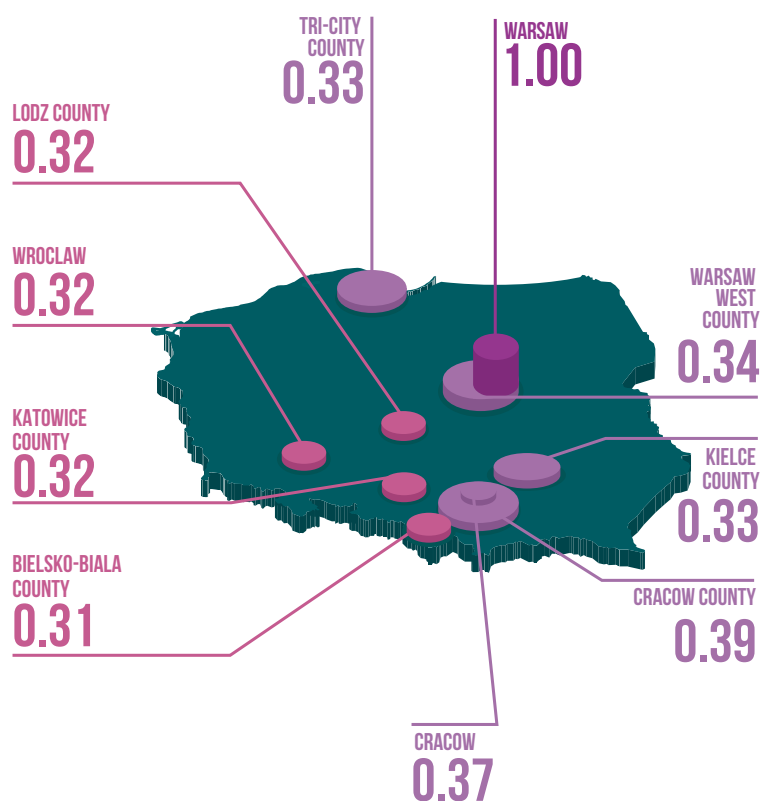 TRI-CITY
COUNTY
0.33
WARSAW
1.00
LODZ COUNTY
0.32
WROCLAW
0.32
WARSAW
WEST
COUNTY
0.34
KATOWICE
COUNTY
0.32
KIELCE
COUNTY
0.33
BIELSKO-BIALA
COUNTY
0.31
CRACOW COUNTY
0.39
CRACOW
0.37